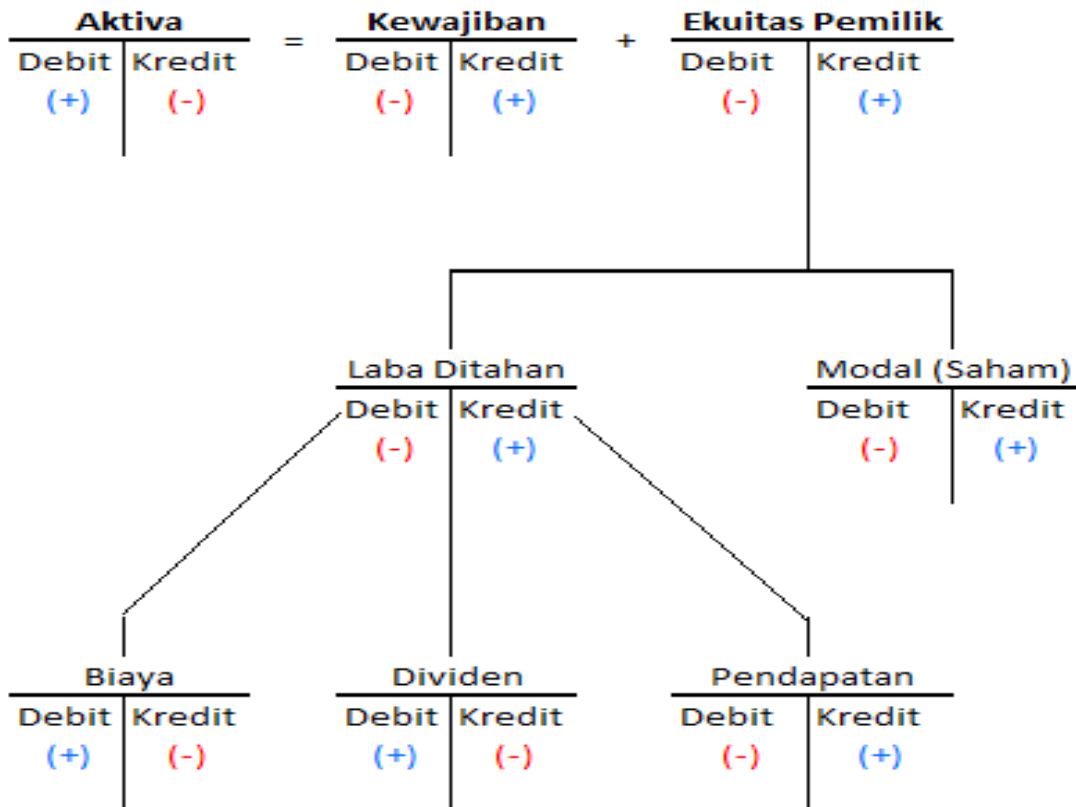 Aktiva = Kewajiban + Ekuitas Pemilik
Debit Kredit Debit Kredit Debit Kredit
(+) (-) (-) (+) (-) (+)
Laba Ditahan Modal (Saham)
Debit Kredit Debit Kredit
(-) (+) (-) (+)
Biaya Dividen Pendapatan
Debit Kredit Debit Kredit Debit Kredit
(+) (-) (+) (-) (-) (+)